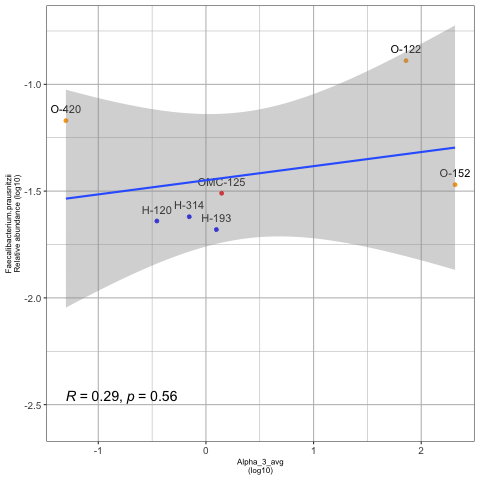 O-122
-1.0
O-420
O-152
OMC-125
-1.5
H-314
H-120
H-193
Faecalibacterium.prausnitzii
Relative abundante (log10)
-2.0
R = 0.29, p = 0.56
-2.5
-1 0 1 2
Alpha_3_avg
(log10)